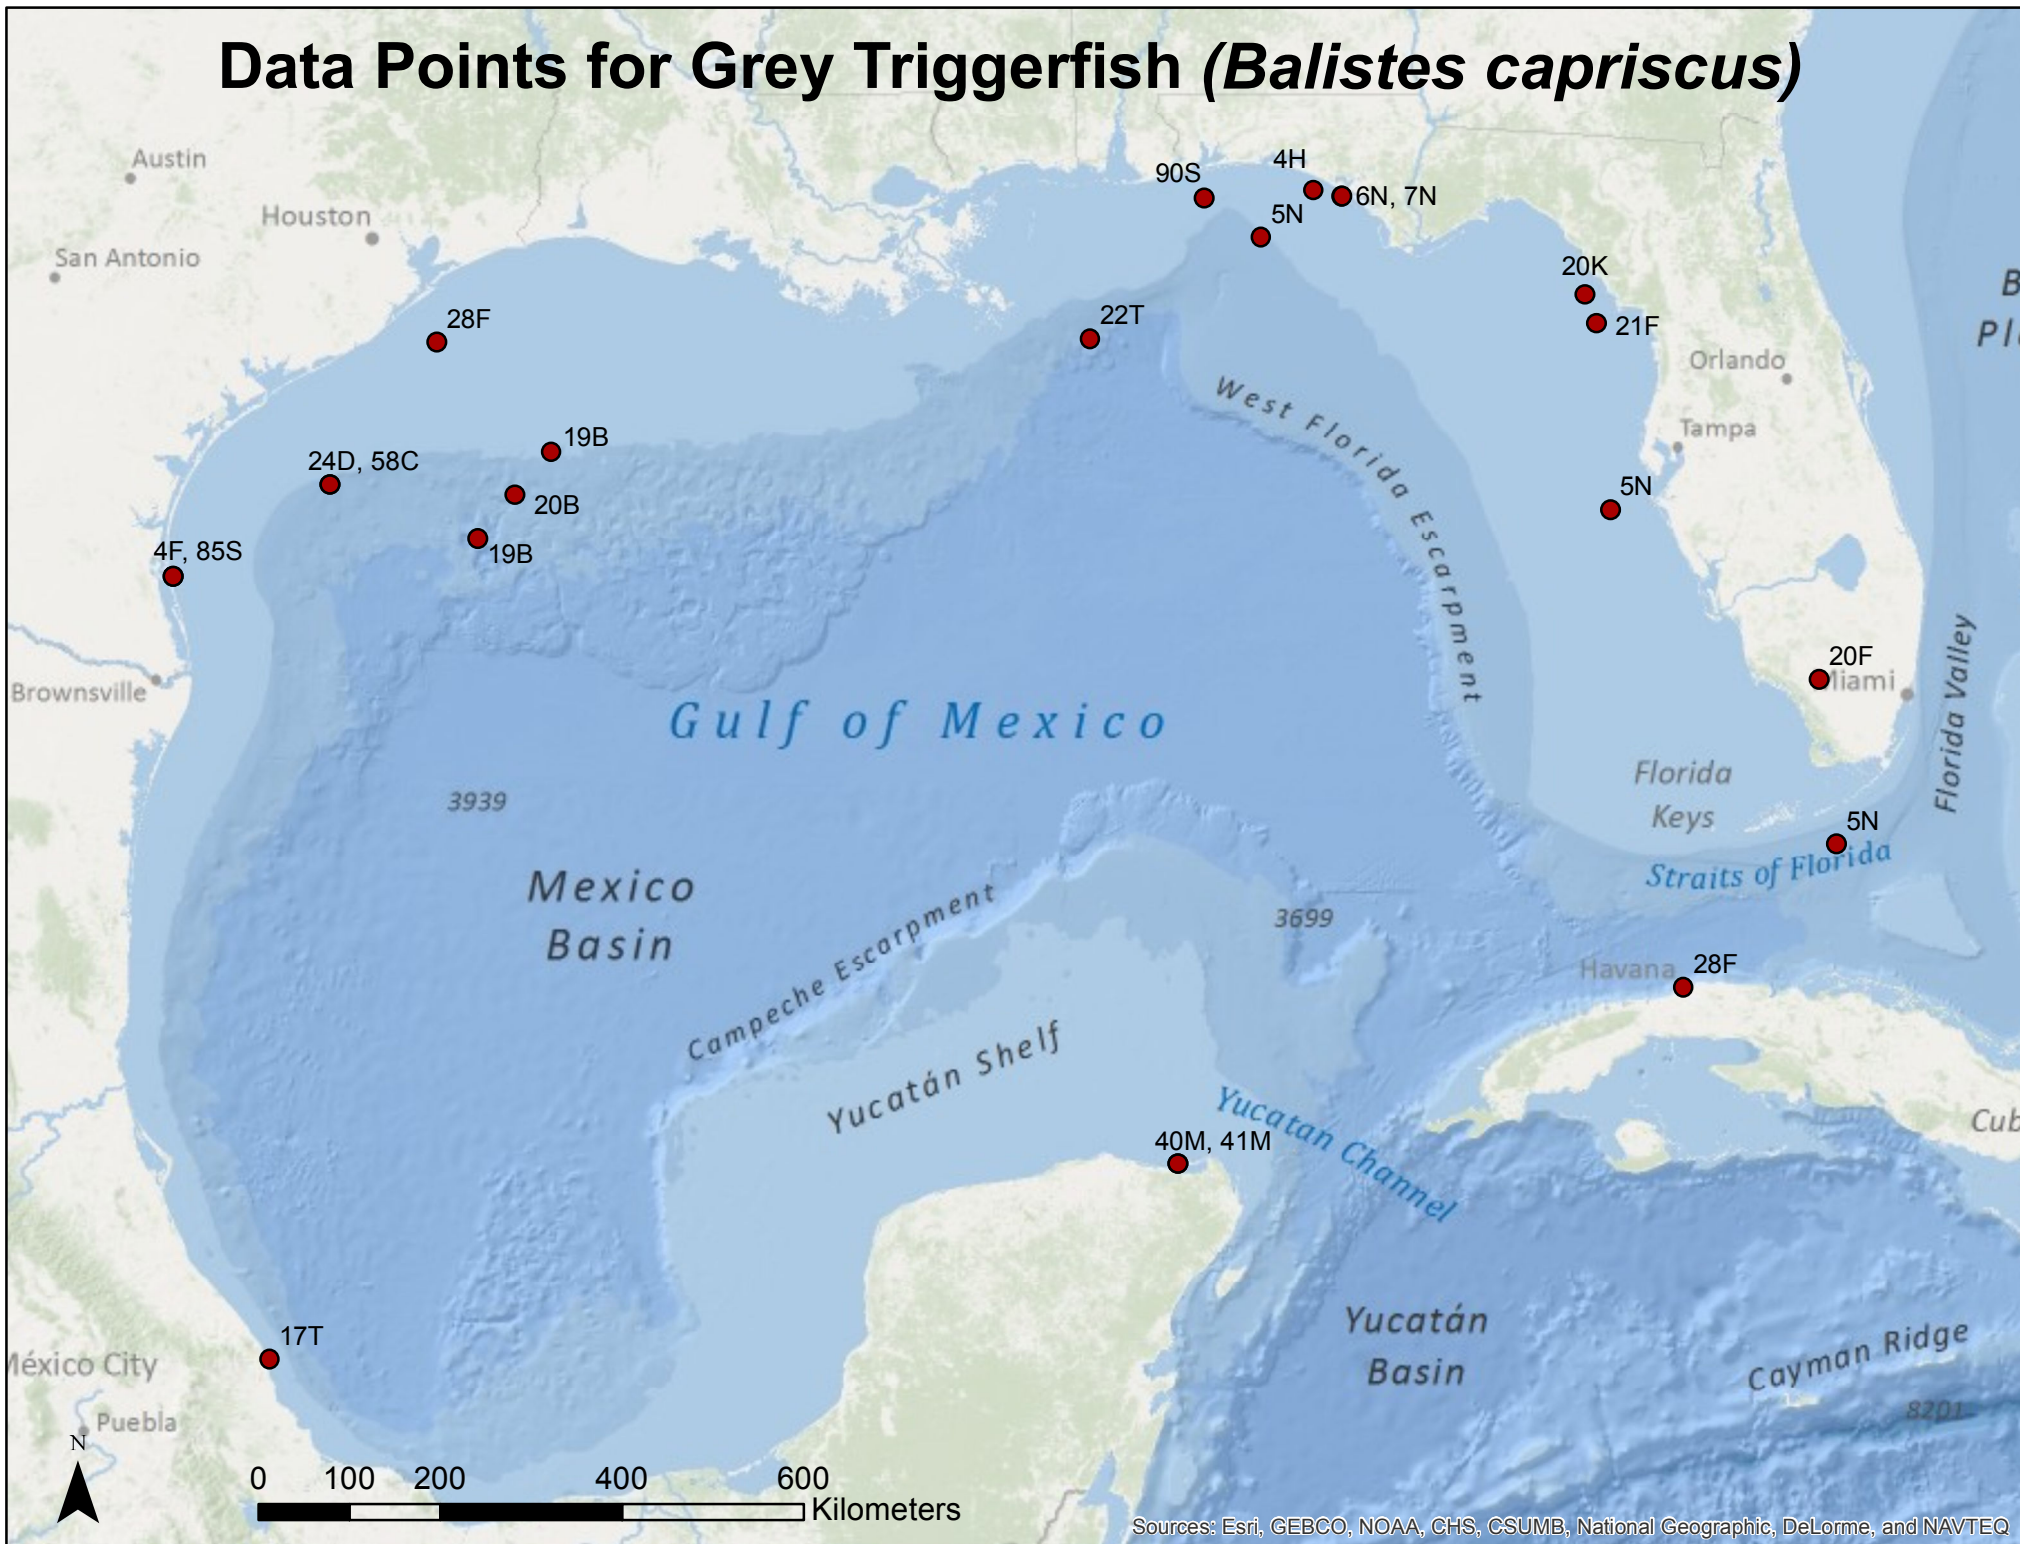 Data Points for Grey Triggerfish (Balistes capriscus)
Austin
Houston
San Antonio
90S
4H
6N, 7N
5N
20K
21F
28F
22T
Orlando
Tampa
West Florida Escarpment
19B
24D, 58C
20B
19B
5N
4F, 85S
20F
Miami
Brownsville
Gulf of Mexico
Florida Valley
3939
Florida
Keys
5N
Straits of Florida
Mexico
Basin
Campeche Escarpment
3699
Havana
28F
Yucatán Shelf
Yucatan Channel
40M, 41M
Cub
B
Pl
17T
México City
Puebla
Yucatán
Basin
Cayman Ridge
8201
N
0 100 200 400 600
Kilometers
Sources: Esri, GEBCO, NOAA, CHS, CSUMB, National Geographic, DeLorme, and NAVTEQ